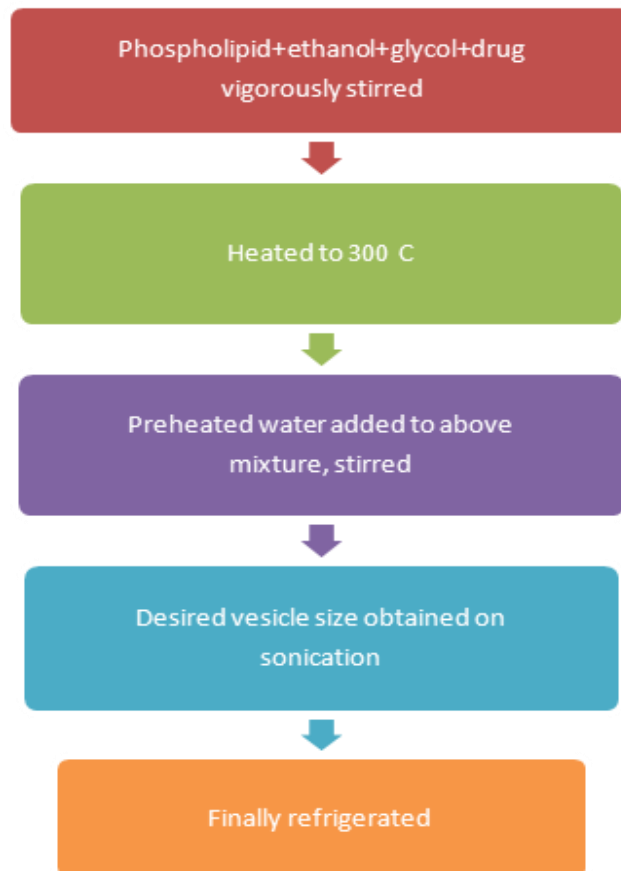 Phospholipid+ethanol+glycol+drug
vigorously stirred
Heated to 300 C
Preheated water added to above
mixture, stirred
Desired vesicle size obtained on
sonication
Finally refrigerated